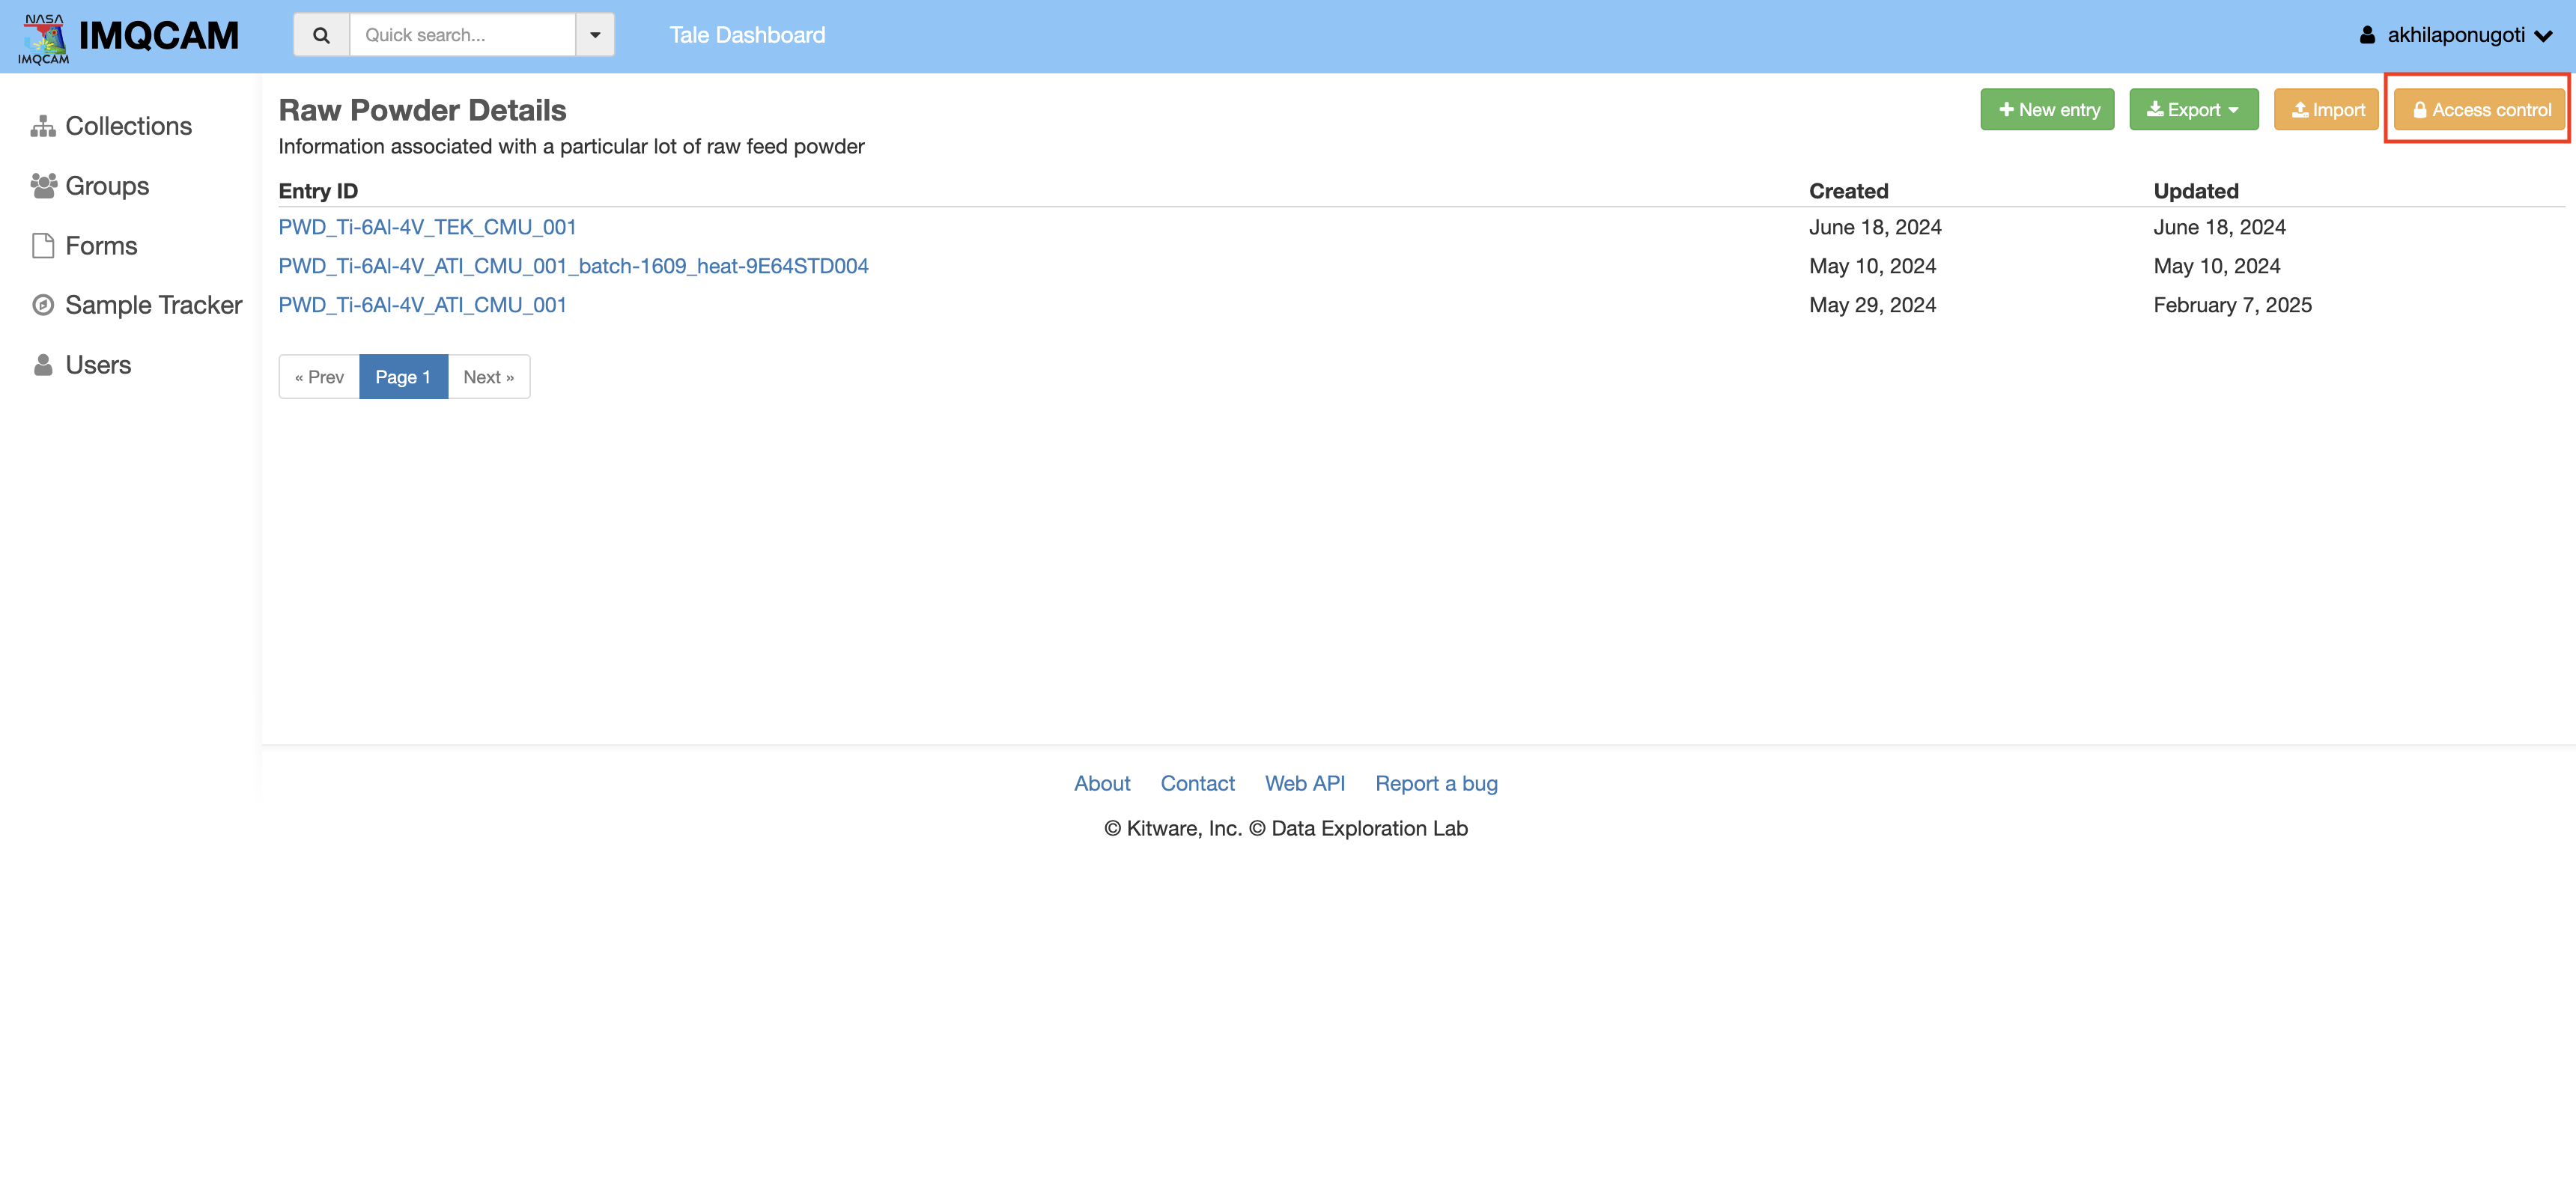 NASA
IMQCAM
IMQCAM
Quick search...
Tale Dashboard
akhilaponugoti
Collections
Groups
Forms
Sample Tracker
Users
Raw Powder Details
Information associated with a particular lot of raw feed powder
New entry
Export
Import
Access control
Entry ID Created Updated
PWD_Ti-6Al-4V_TEK_CMU_001 June 18, 2024 June 18, 2024
PWD_Ti-6Al-4V_ATI_CMU_001_batch-1609_heat-9E64STD004 May 10, 2024 May 10, 2024
PWD_Ti-6Al-4V_ATI_CMU_001 May 29, 2024 February 7, 2025
« Prev Page 1 Next »
About Contact Web API Report a bug
© Kitware, Inc. © Data Exploration Lab